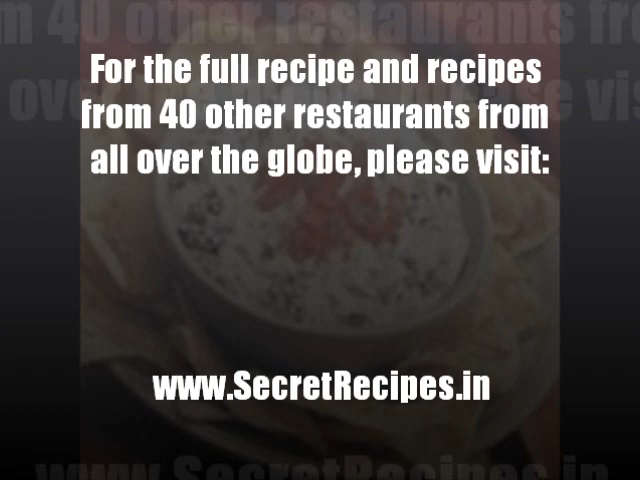 For the full recipe and recipes
from 40 other restaurants from
all over the globe, please visit:
www.SecretRecipes.in